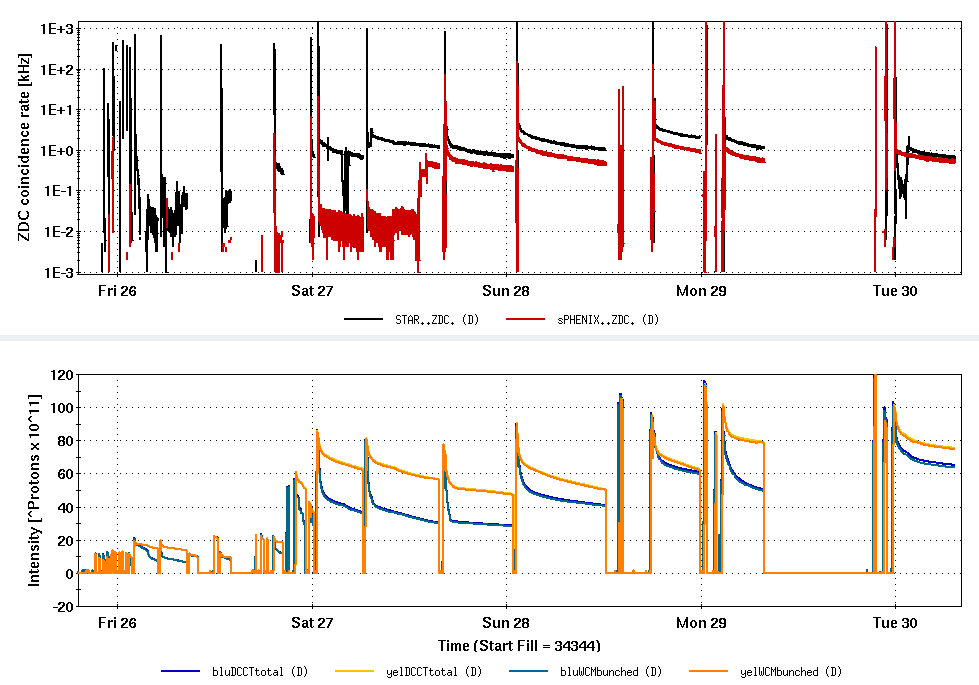 ZDC coincidence rate [kHz]
1E+3
1E+2
1E+1
1E+0
1E-1
1E-2
1E-3
Fri 26 Sat 27 Sun 28 Mon 29 Tue 30
STAR..ZDC. (D) sPHENIX..ZDC. (D)
Intensity [^Protons x 10^11]
120
100
80
60
40
20
0
-20
Fri 26 Sat 27 Sun 28 Mon 29 Tue 30
Time (Start Fill = 34344)
bluDCCTtotal (D) yelDCCTtotal (D) bluWCMbunched (D) yelWCMbunched (D)